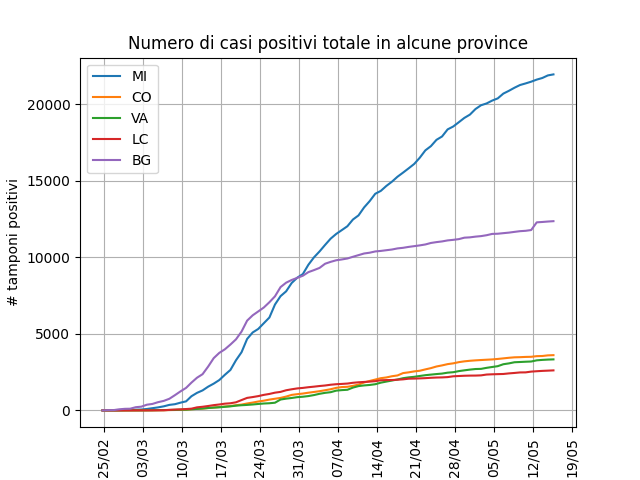 Numero di casi positivi totale in alcune province
# tamponi positivi
20000
15000
10000
5000
0
MI
CO
VA
LC
BG
25/02
03/03
10/03
17/03
24/03
31/03
07/04
14/04
21/04
28/04
05/05
12/05
19/05